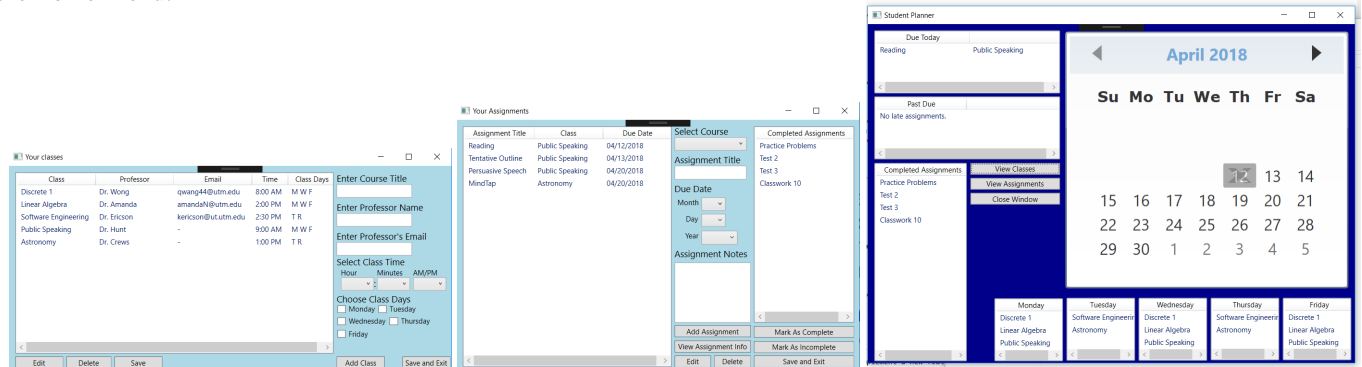 Your classes
Class Professor Email Time Class Days
Discrete 1 Dr. Wong qwang44@utm.edu 8:00 AM M W F
Linear Algebra Dr. Amanda amandaN@utm.edu 2:00 PM M W F
Software Engineering Dr. Ericson kericson@ut.utm.edu 2:30 PM T R
Public Speaking Dr. Hunt - 9:00 AM M W F
Astronomy Dr. Crews - 1:00 PM T R
Enter Course Title
Enter Professor Name
Enter Professor's Email
Select Class Time
Hour Minutes AM/PM
:
Choose Class Days
Monday Tuesday
Wednesday Thursday
Friday
Edit Delete Save Add Class Save and Exit
Your Assignments
Assignment Title Class Due Date
Reading Public Speaking 04/12/2018
Tentative Outline Public Speaking 04/13/2018
Persuasive Speech Public Speaking 04/20/2018
MindTap Astronomy 04/20/2018
Select Course
Assignment Title
Due Date
Month
Day
Year
Assignment Notes
Add Assignment
View Assignment Info
Edit Delete
Completed Assignments
Practice Problems
Test 2
Test 3
Classwork 10
Mark As Complete
Mark As Incomplete
Save and Exit
Student Planner
Due Today
Reading Public Speaking
Past Due
No late assignments.
Completed Assignments
Practice Problems
Test 2
Test 3
Classwork 10
View Classes
View Assignments
Close Window
April 2018
Su Mo Tu We Th Fr Sa
12 13 14
15 16 17 18 19 20 21
22 23 24 25 26 27 28
29 30 1 2 3 4 5
Monday
Discrete 1
Linear Algebra
Public Speaking
Tuesday
Software Engineerin
Astronomy
Wednesday
Discrete 1
Linear Algebra
Public Speaking
Thursday
Software Engineerin
Astronomy
Friday
Discrete 1
Linear Algebra
Public Speaking